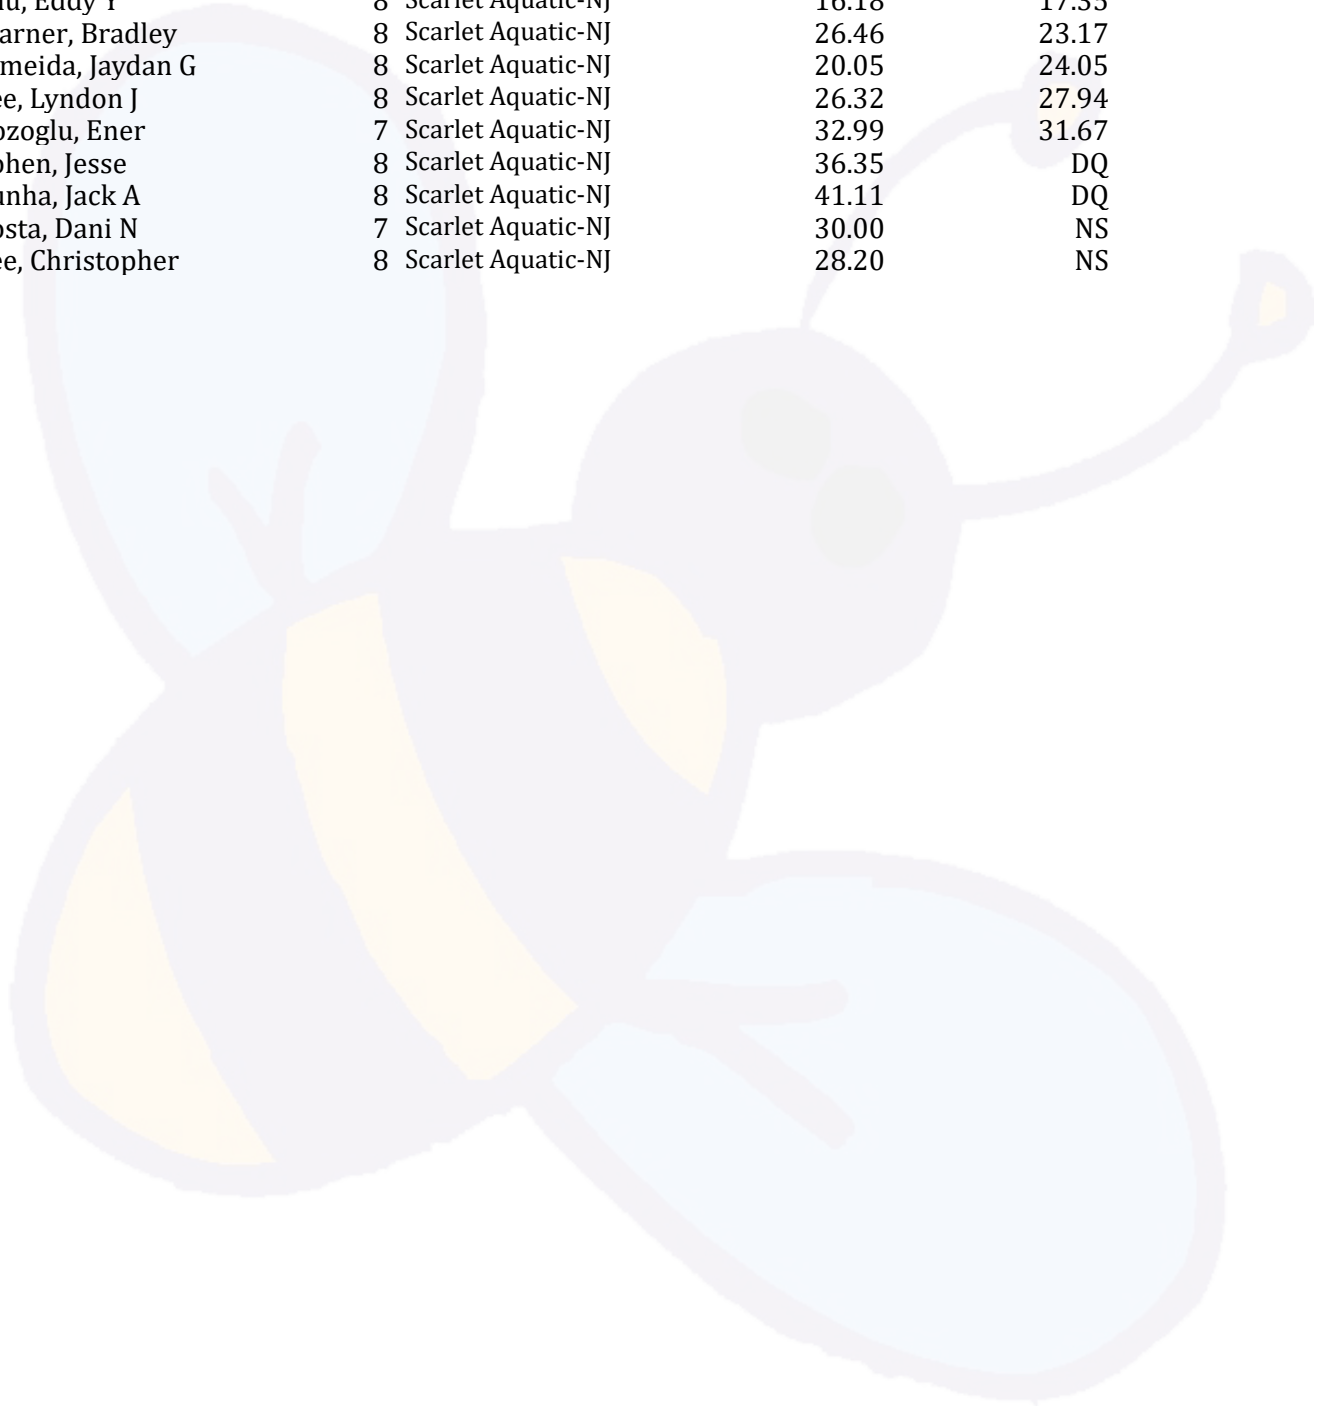 u, Eddy Y 8 Scarlet Aquatic-NJ 16.18 17.35
arner, Bradley 8 Scarlet Aquatic-NJ 26.46 23.17
meida, Jaydan G 8 Scarlet Aquatic-NJ 20.05 24.05
ee, Lyndon J 8 Scarlet Aquatic-NJ 26.32 27.94
ozoglu, Ener 7 Scarlet Aquatic-NJ 32.99 31.67
ohen, Jesse 8 Scarlet Aquatic-NJ 36.35 DQ
unha, Jack A 8 Scarlet Aquatic-NJ 41.11 DQ
osta, Dani N 7 Scarlet Aquatic-NJ 30.00 NS
ee, Christopher 8 Scarlet Aquatic-NJ 28.20 NS